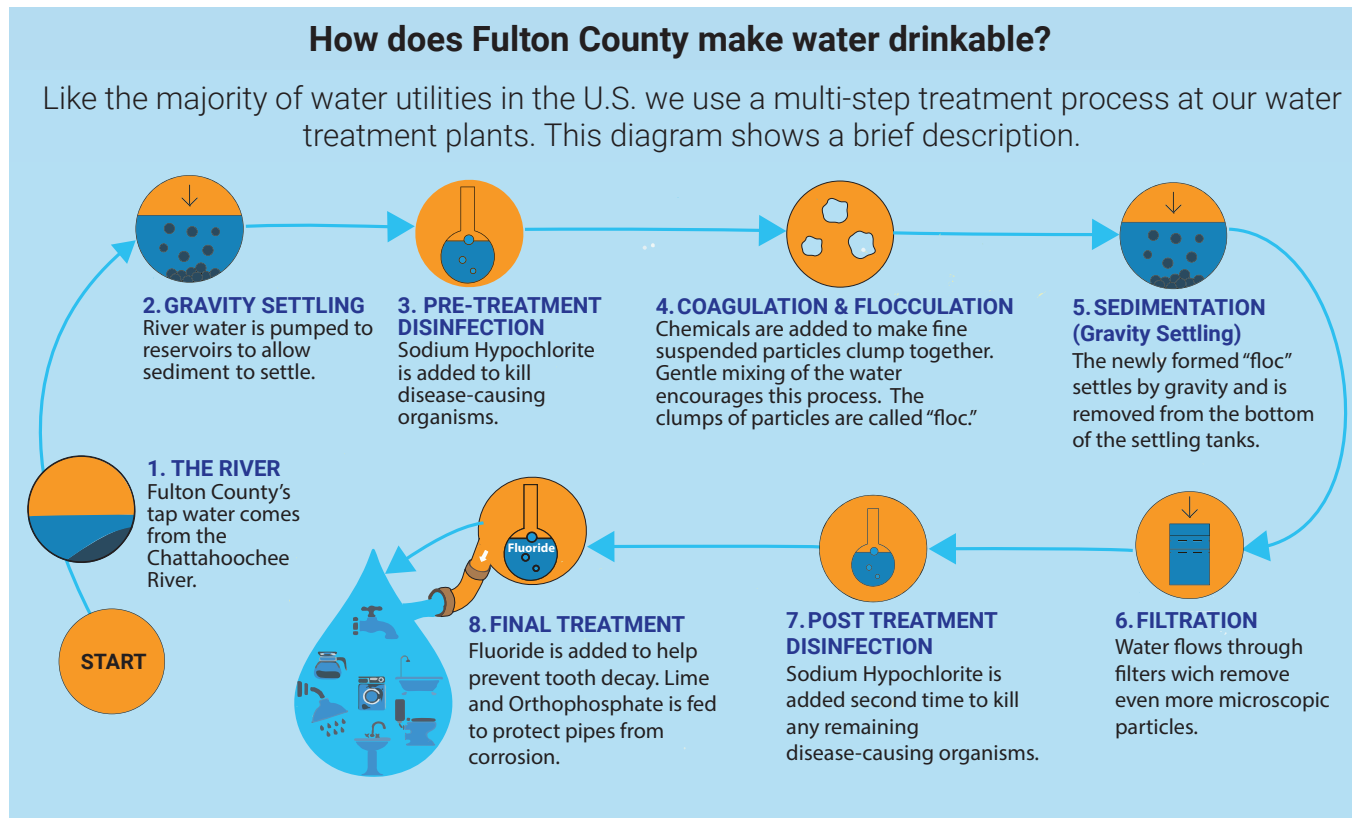 How does Fulton County make water drinkable?
Like the majority of water utilities in the U.S. we use a multi-step treatment process at our water
treatment plants. This diagram shows a brief description.
START
1. THE RIVER
Fulton County's
tap water comes
from the
Chattahoochee
River.
2. GRAVITY SETTLING
River water is pumped to
reservoirs to allow
sediment to settle.
3. PRE-TREATMENT
DISINFECTION
Sodium Hypochlorite
is added to kill
disease-causing
organisms.
4. COAGULATION & FLOCCULATION
Chemicals are added to make fine
suspended particles clump together.
Gentle mixing of the water
encourages this process. The
clumps of particles are called "floc."
5. SEDIMENTATION
(Gravity Settling)
The newly formed "floc"
settles by gravity and is
removed from the bottom
of the settling tanks.
6. FILTRATION
Water flows through
filters wich remove
even more microscopic
particles.
7. POST TREATMENT
DISINFECTION
Sodium Hypochlorite is
added second time to kill
any remaining
disease-causing organisms.
Fluoride
8. FINAL TREATMENT
Fluoride is added to help
prevent tooth decay. Lime
and Orthophosphate is fed
to protect pipes from
corrosion.